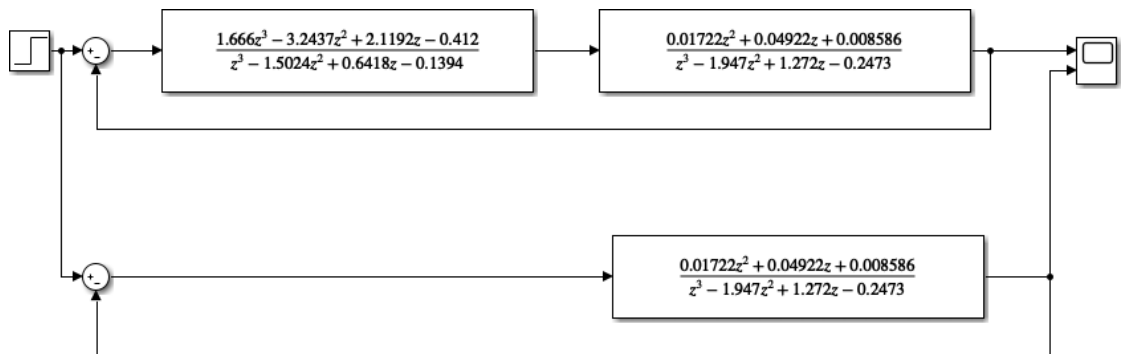 1.666z³ − 3.2437z² + 2.1192z − 0.412
z³ − 1.5024z² + 0.6418z − 0.1394
0.01722z² + 0.04922z + 0.008586
z³ − 1.947z² + 1.272z − 0.2473
+
−
0.01722z² + 0.04922z + 0.008586
z³ − 1.947z² + 1.272z − 0.2473
+
−